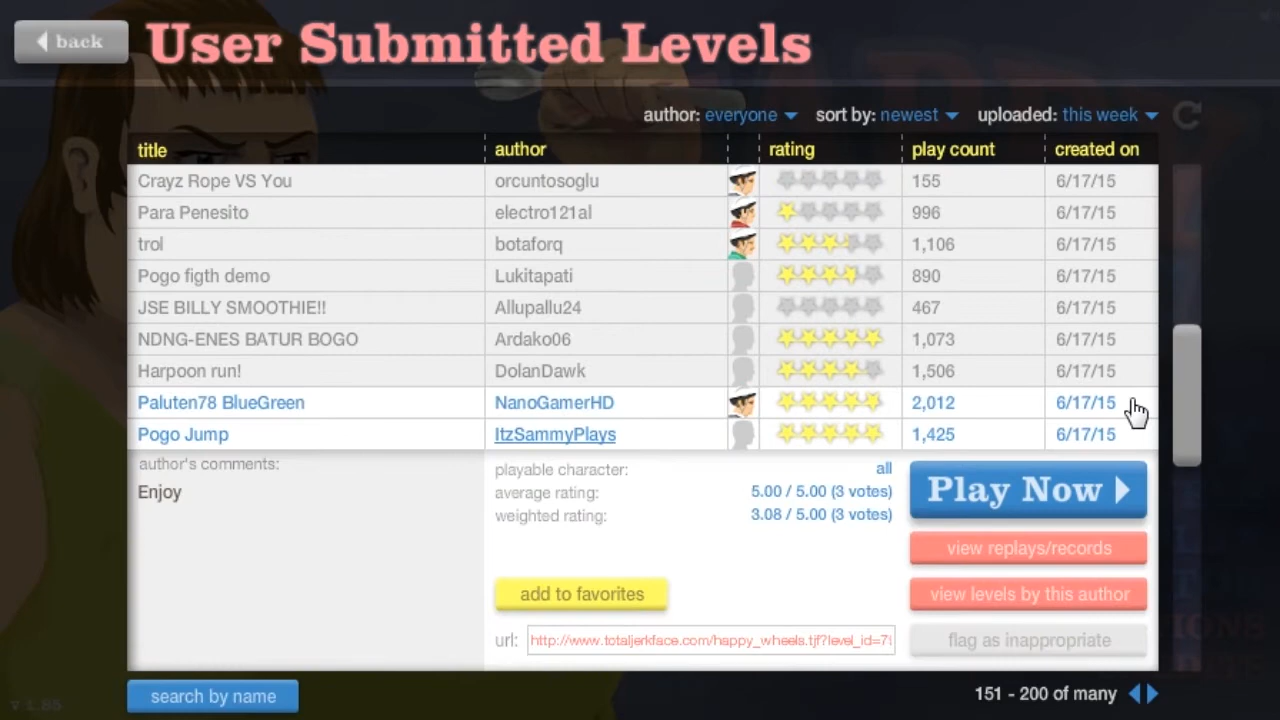 back
User Submitted Levels
author: everyone sort by: newest uploaded: this week
title author rating play count created on
Crayz Rope VS You orcuntosoglu 155 6/17/15
Para Penesito electro121al 996 6/17/15
trol botaforq 1,106 6/17/15
Pogo figth demo Lukitapati 890 6/17/15
JSE BILLY SMOOTHIE!! Allupallu24 467 6/17/15
NDNG-ENES BATUR BOGO Ardako06 1,073 6/17/15
Harpoon run! DolanDawk 1,506 6/17/15
Paluten78 BlueGreen NanoGamerHD 2,012 6/17/15
Pogo Jump ItzSammyPlays 1,425 6/17/15
author's comments:
Enjoy
playable character: all
average rating: 5.00 / 5.00 (3 votes)
weighted rating: 3.08 / 5.00 (3 votes)
Play Now
view replays/records
add to favorites
view levels by this author
url: http://www.totaljerkface.com/happy_wheels.tjf?level_id=7
flag as inappropriate
search by name
151 - 200 of many
v 1.85